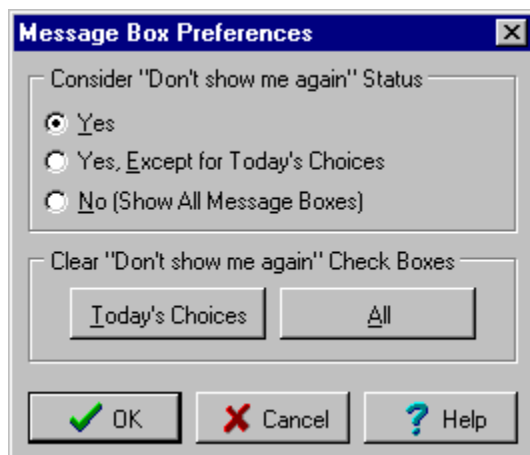 Message Box Preferences
Consider "Don't show me again" Status
Yes
Yes, Except for Today's Choices
No (Show All Message Boxes)
Clear "Don't show me again" Check Boxes
Today's Choices All
OK Cancel Help